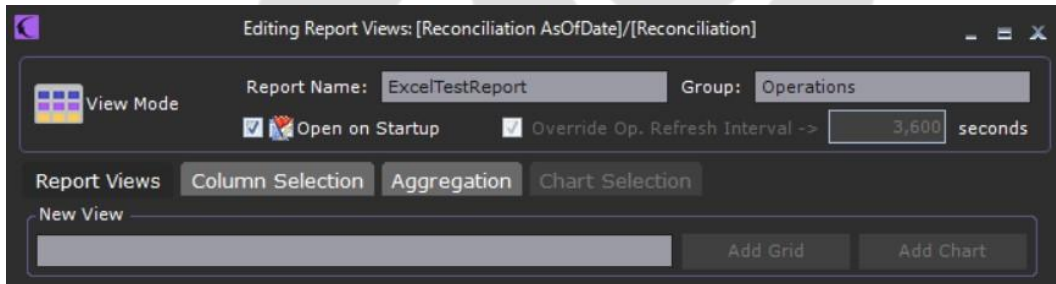 Editing Report Views: [Reconciliation AsOfDate]/[Reconciliation]
Report Name: ExcelTestReport Group: Operations
View Mode
Open on Startup Override Op. Refresh Interval -> 3,600 seconds
Report Views Column Selection Aggregation Chart Selection
New View
Add Grid Add Chart